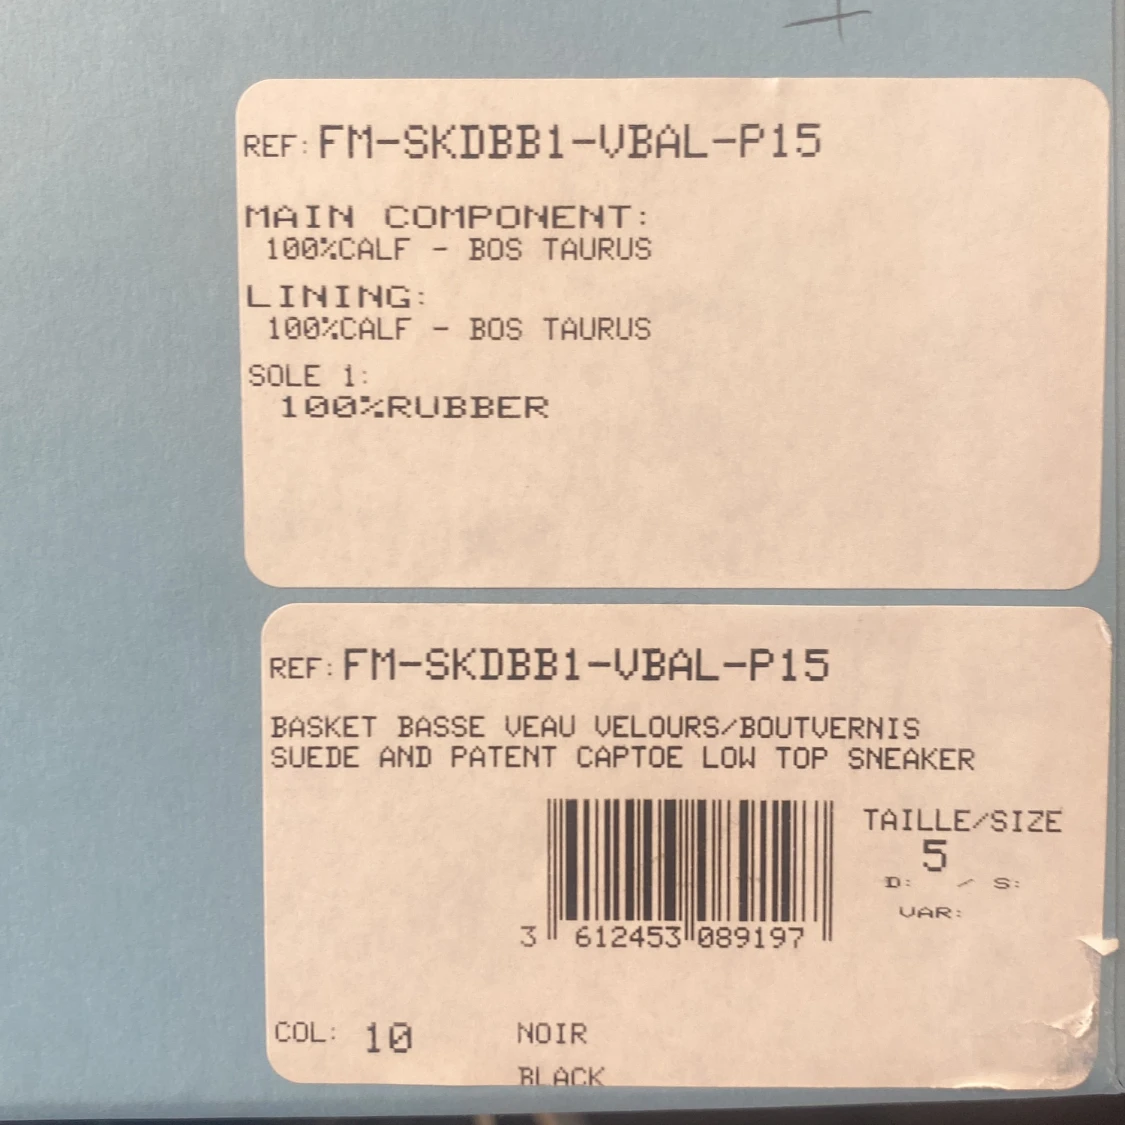 REF: FM-SKDBB1-VBAL-P15
MAIN COMPONENT:
100%CALF - BOS TAURUS
LINING:
100%CALF - BOS TAURUS
SOLE 1:
100%RUBBER
REF: FM-SKDBB1-VBAL-P15
BASKET BASSE VEAU VELOURS/BOUTVERNIS
SUEDE AND PATENT CAPTOE LOW TOP SNEAKER
TAILLE/SIZE
5
D: / S:
VAR:
3 612453 089197
COL: 10 NOIR
BLACK